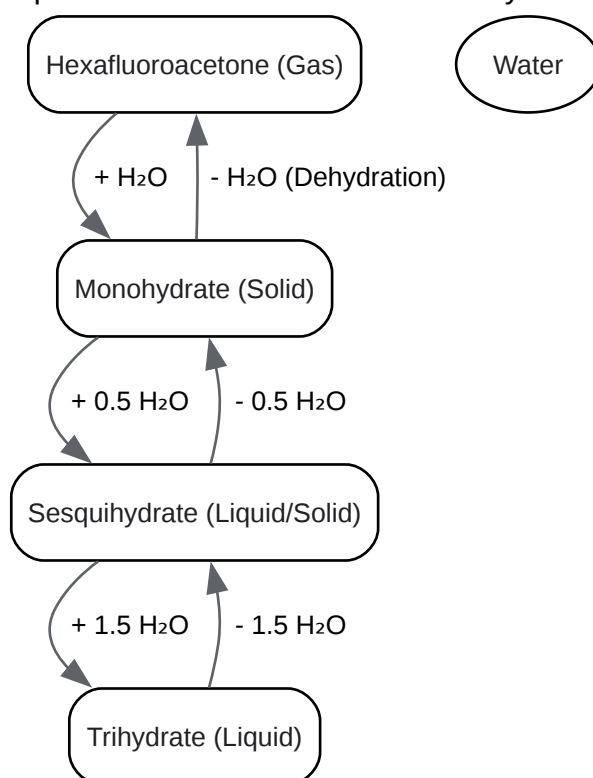 Hexafluoroacetone (Gas)
Water
+ H₂O
- H₂O (Dehydration)
Monohydrate (Solid)
+ 0.5 H₂O
- 0.5 H₂O
Sesquihydrate (Liquid/Solid)
+ 1.5 H₂O
- 1.5 H₂O
Trihydrate (Liquid)